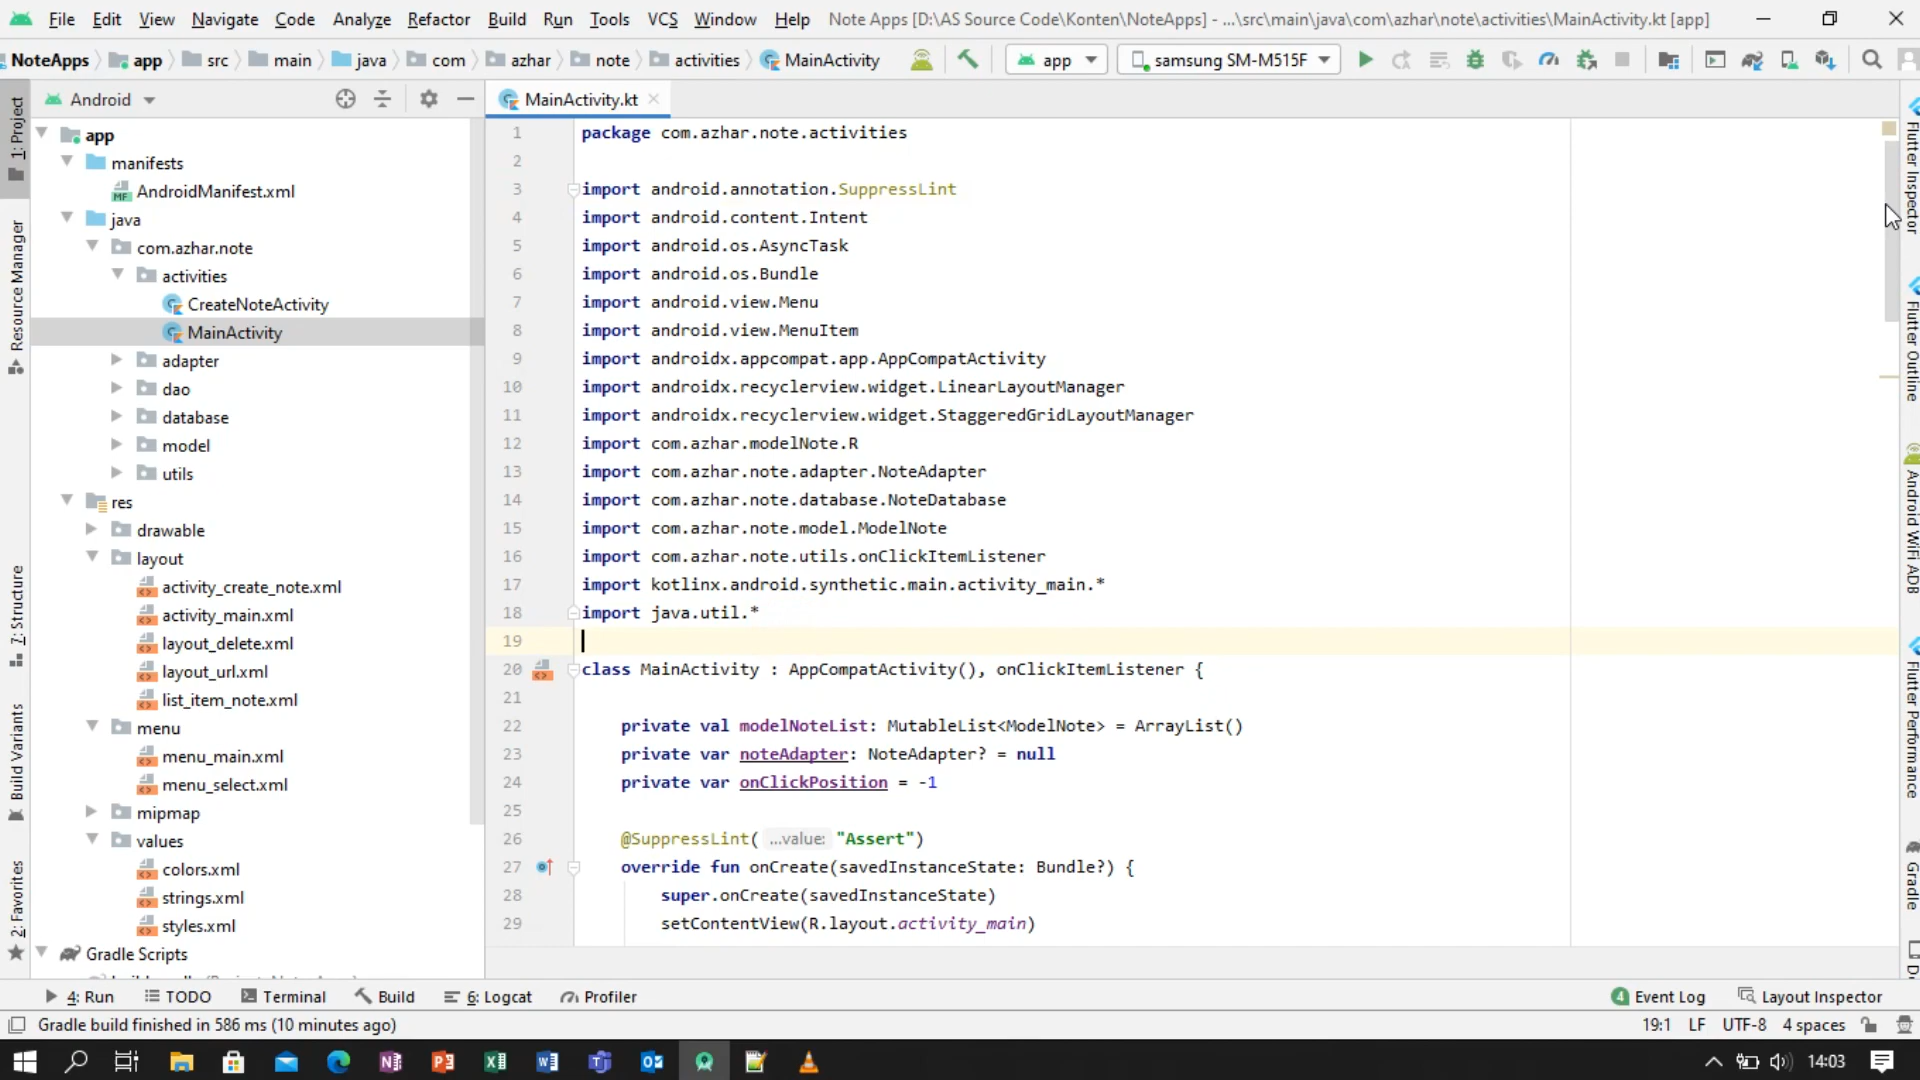 File Edit View Navigate Code Analyze Refactor Build Run Tools VCS Window Help Note Apps [D:\AS Source Code\Konten\NoteApps] - ...\src\main\java\com\azhar\note\activities\MainActivity.kt [app]
NoteApps app src main java com azhar note activities MainActivity app samsung SM-M515F
Android
MainActivity.kt
1: Project
Resource Manager
7: Structure
Build Variants
2: Favorites
app
manifests
AndroidManifest.xml
java
com.azhar.note
activities
CreateNoteActivity
MainActivity
adapter
dao
database
model
utils
res
drawable
layout
activity_create_note.xml
activity_main.xml
layout_delete.xml
layout_url.xml
list_item_note.xml
menu
menu_main.xml
menu_select.xml
mipmap
values
colors.xml
strings.xml
styles.xml
Gradle Scripts
1 package com.azhar.note.activities
2
3 import android.annotation.SuppressLint
4 import android.content.Intent
5 import android.os.AsyncTask
6 import android.os.Bundle
7 import android.view.Menu
8 import android.view.MenuItem
9 import androidx.appcompat.app.AppCompatActivity
10 import androidx.recyclerview.widget.LinearLayoutManager
11 import androidx.recyclerview.widget.StaggeredGridLayoutManager
12 import com.azhar.modelNote.R
13 import com.azhar.note.adapter.NoteAdapter
14 import com.azhar.note.database.NoteDatabase
15 import com.azhar.note.model.ModelNote
16 import com.azhar.note.utils.onClickItemListener
17 import kotlinx.android.synthetic.main.activity_main.*
18 import java.util.*
19
20 class MainActivity : AppCompatActivity(), onClickItemListener {
21
22 private val modelNoteList: MutableList<ModelNote> = ArrayList()
23 private var noteAdapter: NoteAdapter? = null
24 private var onClickPosition = -1
25
26 @SuppressLint( ...value: "Assert")
27 override fun onCreate(savedInstanceState: Bundle?) {
28 super.onCreate(savedInstanceState)
29 setContentView(R.layout.activity_main)
Flutter Inspector
Flutter Outline
Android WiFi ADB
Flutter Performance
Gradle
4: Run TODO Terminal Build 6: Logcat Profiler 4 Event Log Layout Inspector
Gradle build finished in 586 ms (10 minutes ago) 19:1 LF UTF-8 4 spaces
14:03